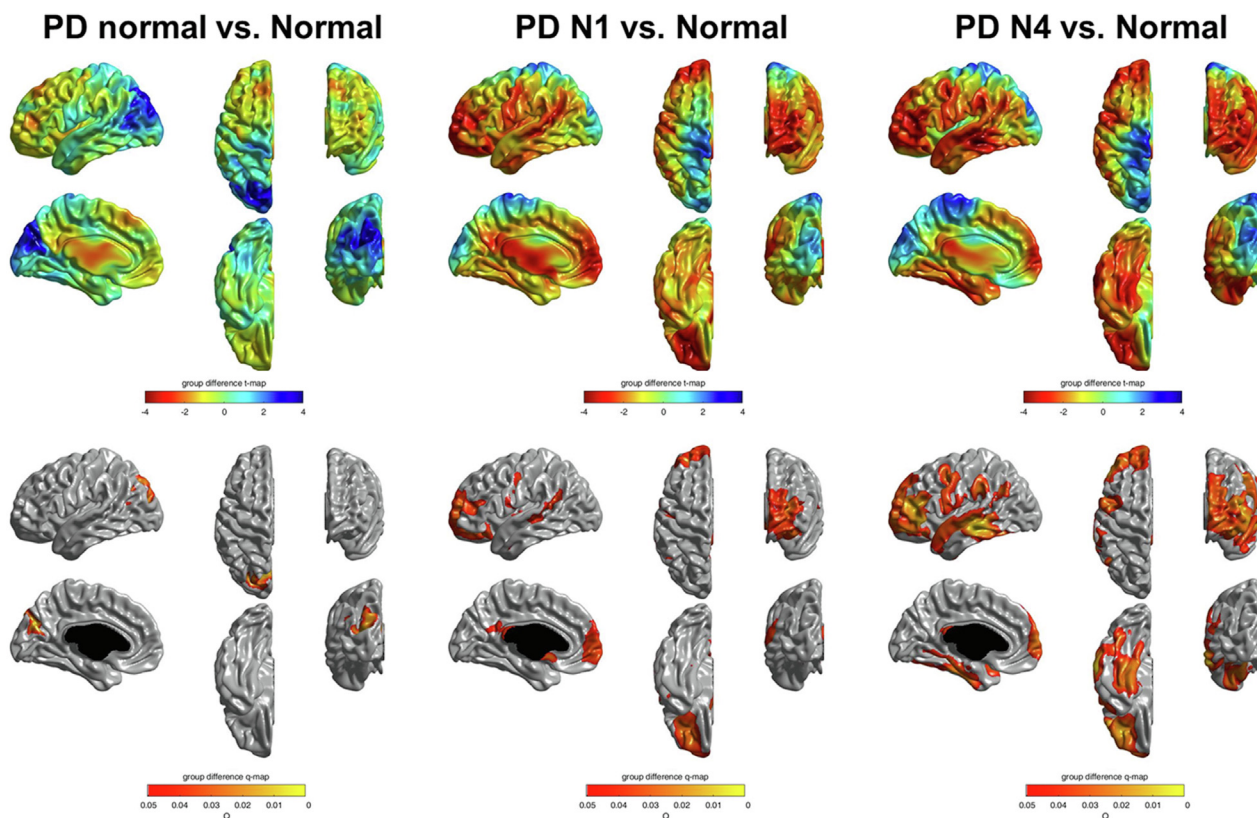 PD normal vs. Normal PD N1 vs. Normal PD N4 vs. Normal
group difference t-map group difference t-map group difference t-map
-4 -2 0 2 4 -4 -2 0 2 4 -4 -2 0 2 4
group difference q-map group difference q-map group difference q-map
0.05 0.04 0.03 0.02 0.01 0 0.05 0.04 0.03 0.02 0.01 0 0.05 0.04 0.03 0.02 0.01 0